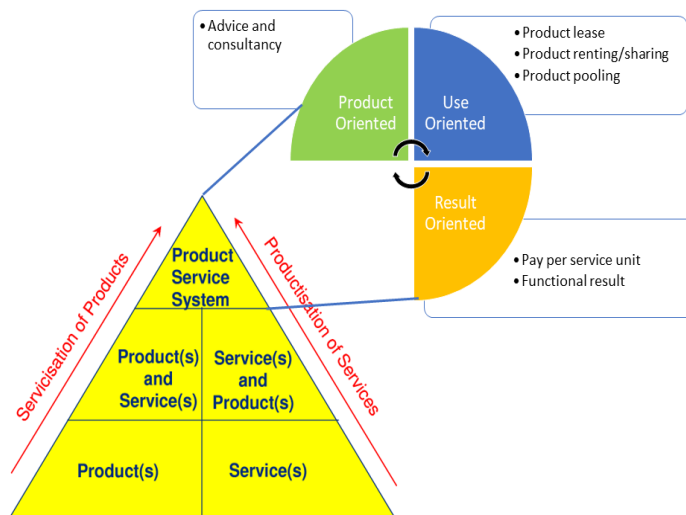 • Advice and
consultancy
• Product lease
• Product renting/sharing
• Product pooling
Product
Oriented
Use
Oriented
Result
Oriented
• Pay per service unit
• Functional result
Servicisation of Products
Productisation of Services
Product
Service
System
Product(s)
and
Service(s)
Service(s)
and
Product(s)
Product(s)
Service(s)